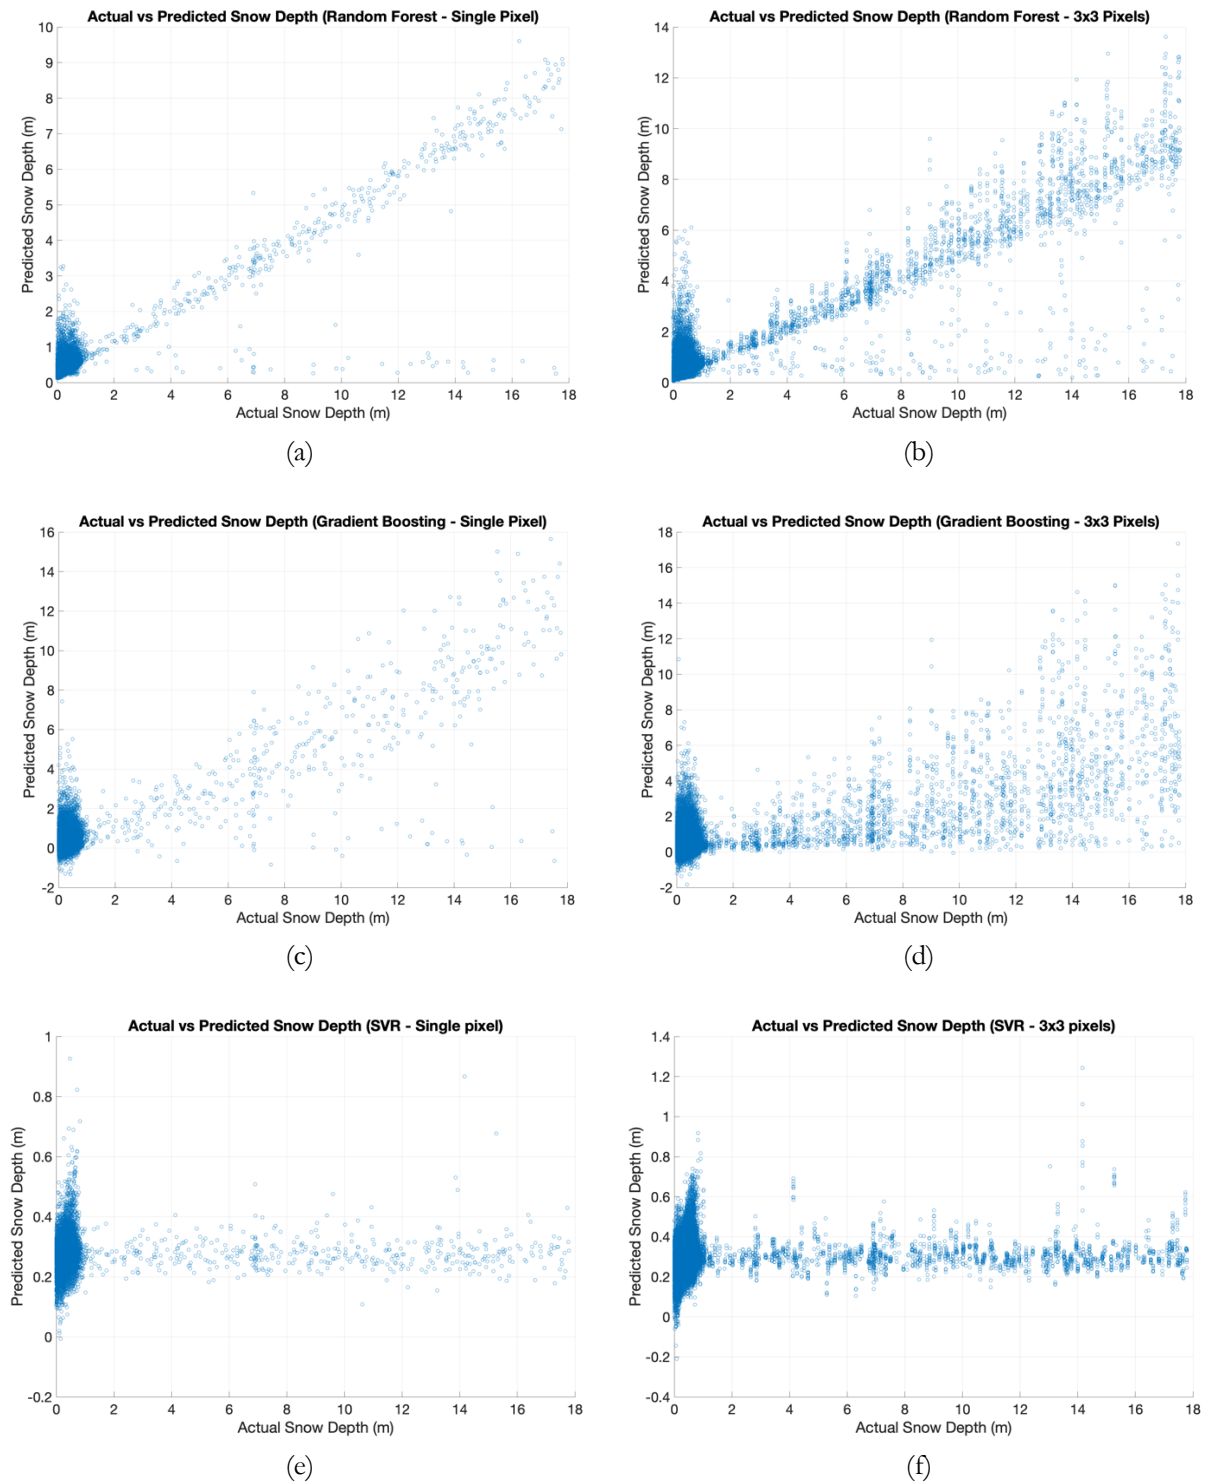 Actual vs Predicted Snow Depth (Random Forest - Single Pixel)
10
9
8
7
6
5
4
3
2
1
0
Predicted Snow Depth (m)
0 2 4 6 8 10 12 14 16 18
Actual Snow Depth (m)
(a)
Actual vs Predicted Snow Depth (Random Forest - 3x3 Pixels)
14
12
10
8
6
4
2
0
Predicted Snow Depth (m)
0 2 4 6 8 10 12 14 16 18
Actual Snow Depth (m)
(b)
Actual vs Predicted Snow Depth (Gradient Boosting - Single Pixel)
16
14
12
10
8
6
4
2
0
-2
Predicted Snow Depth (m)
0 2 4 6 8 10 12 14 16 18
Actual Snow Depth (m)
(c)
Actual vs Predicted Snow Depth (Gradient Boosting - 3x3 Pixels)
18
16
14
12
10
8
6
4
2
0
-2
Predicted Snow Depth (m)
0 2 4 6 8 10 12 14 16 18
Actual Snow Depth (m)
(d)
Actual vs Predicted Snow Depth (SVR - Single pixel)
1
0.8
0.6
0.4
0.2
0
-0.2
Predicted Snow Depth (m)
0 2 4 6 8 10 12 14 16 18
Actual Snow Depth (m)
(e)
Actual vs Predicted Snow Depth (SVR - 3x3 pixels)
1.4
1.2
1
0.8
0.6
0.4
0.2
0
-0.2
-0.4
Predicted Snow Depth (m)
0 2 4 6 8 10 12 14 16 18
Actual Snow Depth (m)
(f)